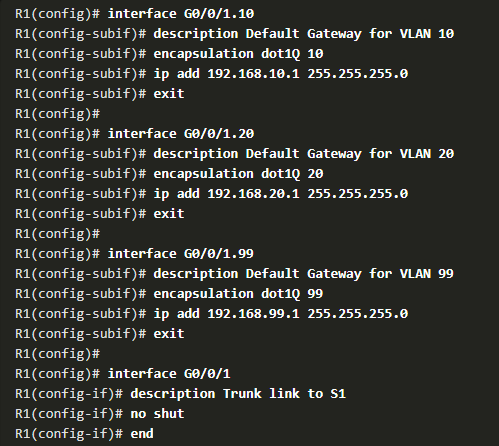 R1(config)# interface G0/0/1.10
R1(config-subif)# description Default Gateway for VLAN 10
R1(config-subif)# encapsulation dot1Q 10
R1(config-subif)# ip add 192.168.10.1 255.255.255.0
R1(config-subif)# exit
R1(config)#
R1(config)# interface G0/0/1.20
R1(config-subif)# description Default Gateway for VLAN 20
R1(config-subif)# encapsulation dot1Q 20
R1(config-subif)# ip add 192.168.20.1 255.255.255.0
R1(config-subif)# exit
R1(config)#
R1(config)# interface G0/0/1.99
R1(config-subif)# description Default Gateway for VLAN 99
R1(config-subif)# encapsulation dot1Q 99
R1(config-subif)# ip add 192.168.99.1 255.255.255.0
R1(config-subif)# exit
R1(config)#
R1(config)# interface G0/0/1
R1(config-if)# description Trunk link to S1
R1(config-if)# no shut
R1(config-if)# end